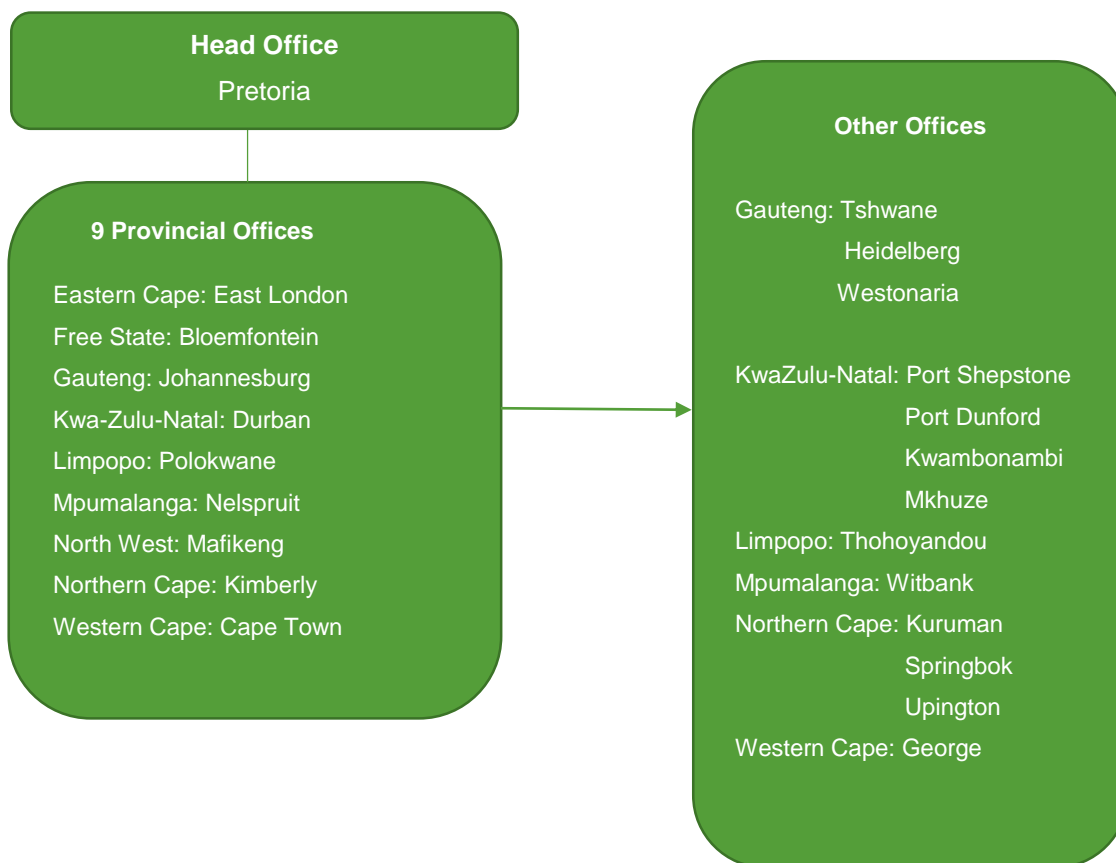 Head Office
Pretoria
9 Provincial Offices
Eastern Cape: East London
Free State: Bloemfontein
Gauteng: Johannesburg
Kwa-Zulu-Natal: Durban
Limpopo: Polokwane
Mpumalanga: Nelspruit
North West: Mafikeng
Northern Cape: Kimberly
Western Cape: Cape Town
Other Offices
Gauteng: Tshwane
Heidelberg
Westonaria
KwaZulu-Natal: Port Shepstone
Port Dunford
Kwambonambi
Mkhuze
Limpopo: Thohoyandou
Mpumalanga: Witbank
Northern Cape: Kuruman
Springbok
Upington
Western Cape: George